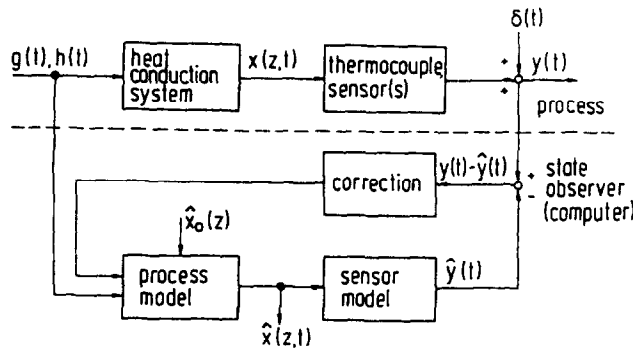 δ(t)
g(t), h(t)
heat
conduction
system
x(z,t)
thermocouple
sensor(s)
+
+
y(t)
process
correction
y(t)-ŷ(t)
+
-
state
observer
(computer)
x̂₀(z)
process
model
sensor
model
ŷ(t)
x̂(z,t)